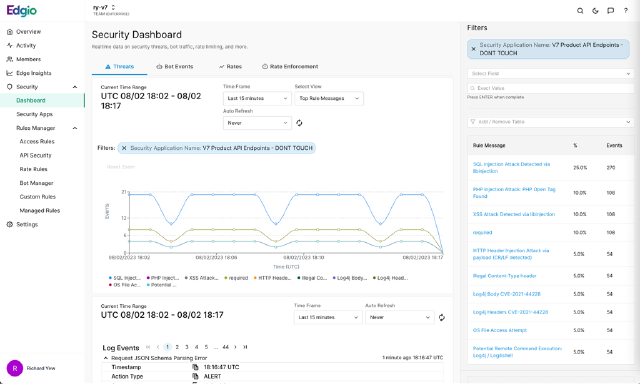 Edgio
ry-v7
TEAM (EDITORS)
Overview
Activity
Members
Edge Insights
Security
Dashboard
Security Apps
Rules Manager
Access Rules
API Security
Rate Rules
Bot Manager
Custom Rules
Managed Rules
Settings
Richard Yew
Security Dashboard
Realtime data on security threats, bot traffic, rate limiting, and more.
Threats
Bot Events
Rates
Rate Enforcement
Current Time Range
UTC 08/02 18:02 - 08/02
18:17
Time Frame
Last 15 minutes
Select View
Top Rule Messages
Auto Refresh
Never
Filters:
Security Application Name: V7 Product API Endpoints - DONT TOUCH
Reset Zoom
Events
21
12
6
0
08/02/2023 18:02
08/02/2023 18:06
08/02/2023 18:10
08/02/2023 18:17
Time (UTC)
SQL Inject...
PHP Inject...
XSS Attack...
required
HTTP Heade...
Illegal Co...
Log4j Body...
Log4j Head...
OS File Ac...
Potential ...
Current Time Range
UTC 08/02 18:02 - 08/02 18:17
Time Frame
Last 15 minutes
Auto Refresh
Never
Log Events
1 2 3 4 5 ... 44
Request JSON Schema Parsing Error
1 minute ago 18:16:47 UTC
Timestamp
18:16:47 UTC
Action Type
ALERT
Filters
Security Application Name: V7 Product API Endpoints -
DONT TOUCH
Select Field
Exact Value
Press ENTER when complete
Add / Remove Table
Rule Message % Events
SQL Injection Attack Detected via
libinjection
25.0% 270
PHP Injection Attack: PHP Open Tag
Found
10.0% 108
XSS Attack Detected via libinjection
10.0% 108
required
10.0% 108
HTTP Header Injection Attack via
payload (CR/LF detected)
5.0% 54
Illegal Content-Type header
5.0% 54
Log4j Body CVE-2021-44228
5.0% 54
Log4j Headers CVE-2021-44228
5.0% 54
OS File Access Attempt
5.0% 54
Potential Remote Command Execution:
Log4j / Log4shell
5.0% 54